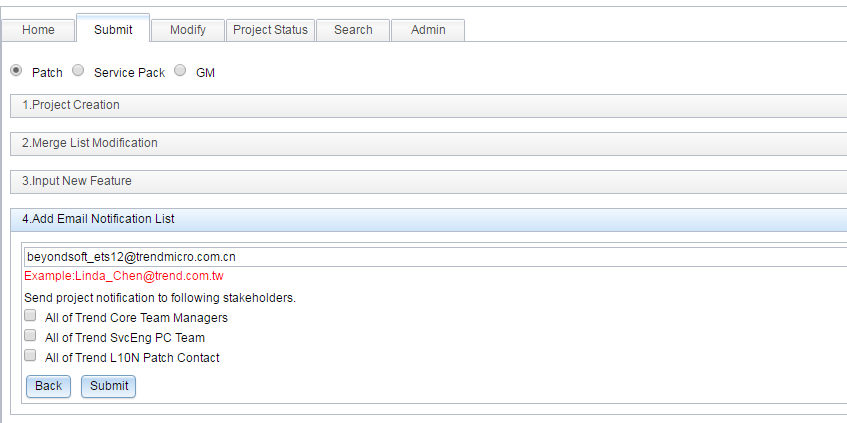 Home Submit Modify Project Status Search Admin
Patch Service Pack GM
1.Project Creation
2.Merge List Modification
3.Input New Feature
4.Add Email Notification List
beyondsoft_ets12@trendmicro.com.cn
Example:Linda_Chen@trend.com.tw
Send project notification to following stakeholders.
All of Trend Core Team Managers
All of Trend SvcEng PC Team
All of Trend L10N Patch Contact
Back Submit